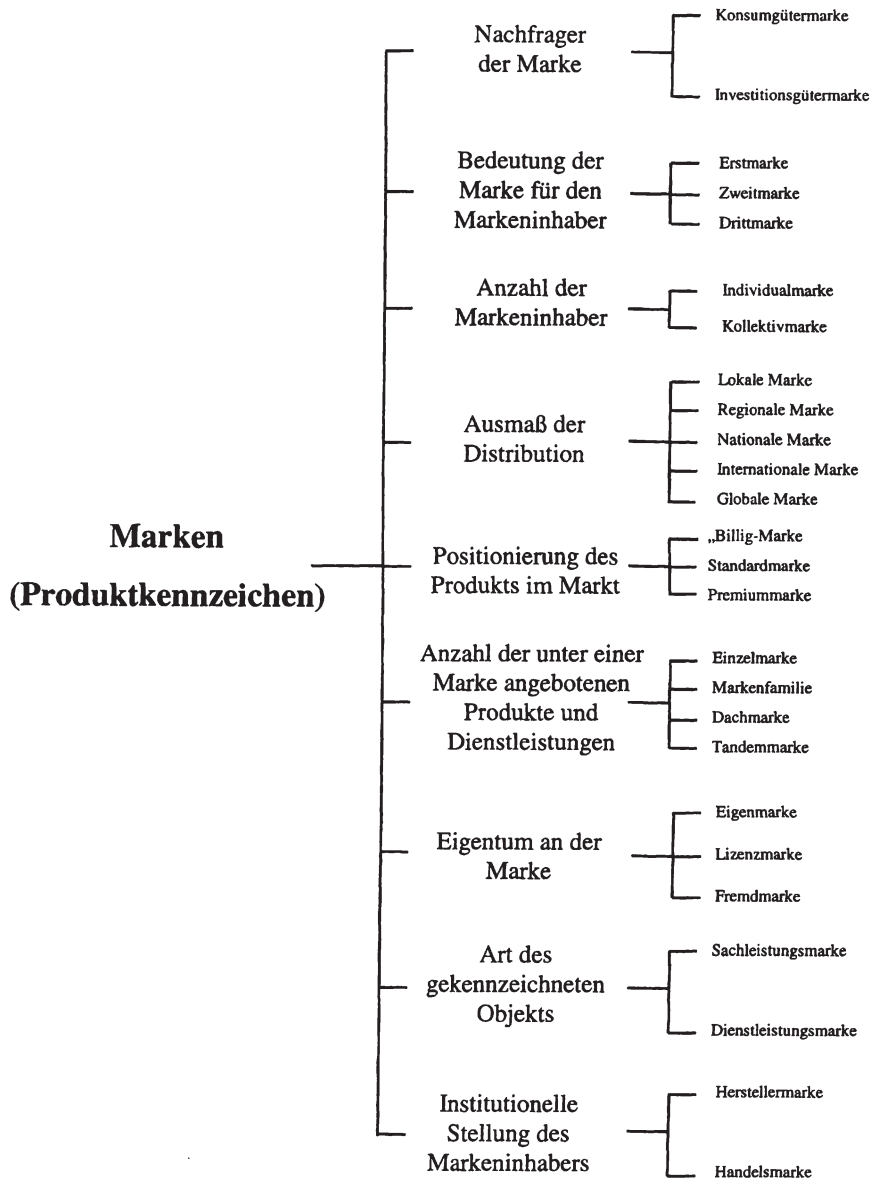 Nachfrager
der Marke
Konsumgütermarke
Investitionsgütermarke
Bedeutung der
Marke für den
Markeninhaber
Erstmarke
Zweitmarke
Drittmarke
Anzahl der
Markeninhaber
Individualmarke
Kollektivmarke
Ausmaß der
Distribution
Lokale Marke
Regionale Marke
Nationale Marke
Internationale Marke
Globale Marke
Marken
(Produktkennzeichen)
Positionierung des
Produkts im Markt
„Billig-Marke
Standardmarke
Premiummarke
Anzahl der unter einer
Marke angebotenen
Produkte und
Dienstleistungen
Einzelmarke
Markenfamilie
Dachmarke
Tandemmarke
Eigentum an der
Marke
Eigenmarke
Lizenzmarke
Fremdmarke
Art des
gekennzeichneten
Objekts
Sachleistungsmarke
Dienstleistungsmarke
Institutionelle
Stellung des
Markeninhabers
Herstellermarke
Handelsmarke